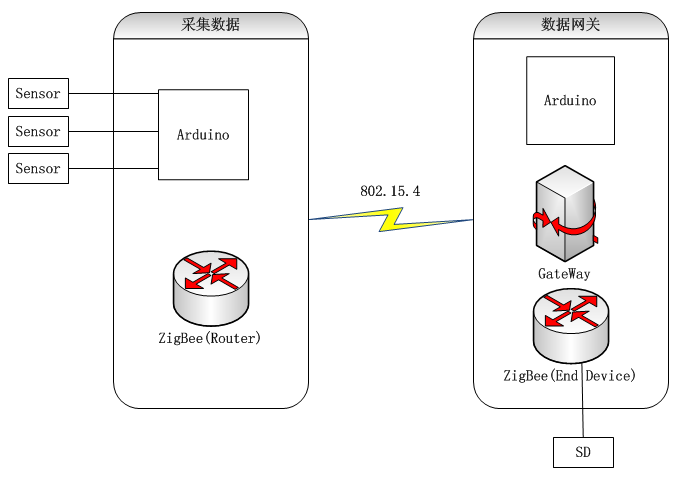 采集数据
数据网关
Sensor
Sensor
Sensor
Arduino
Arduino
802.15.4
GateWay
ZigBee(Router)
ZigBee(End Device)
SD